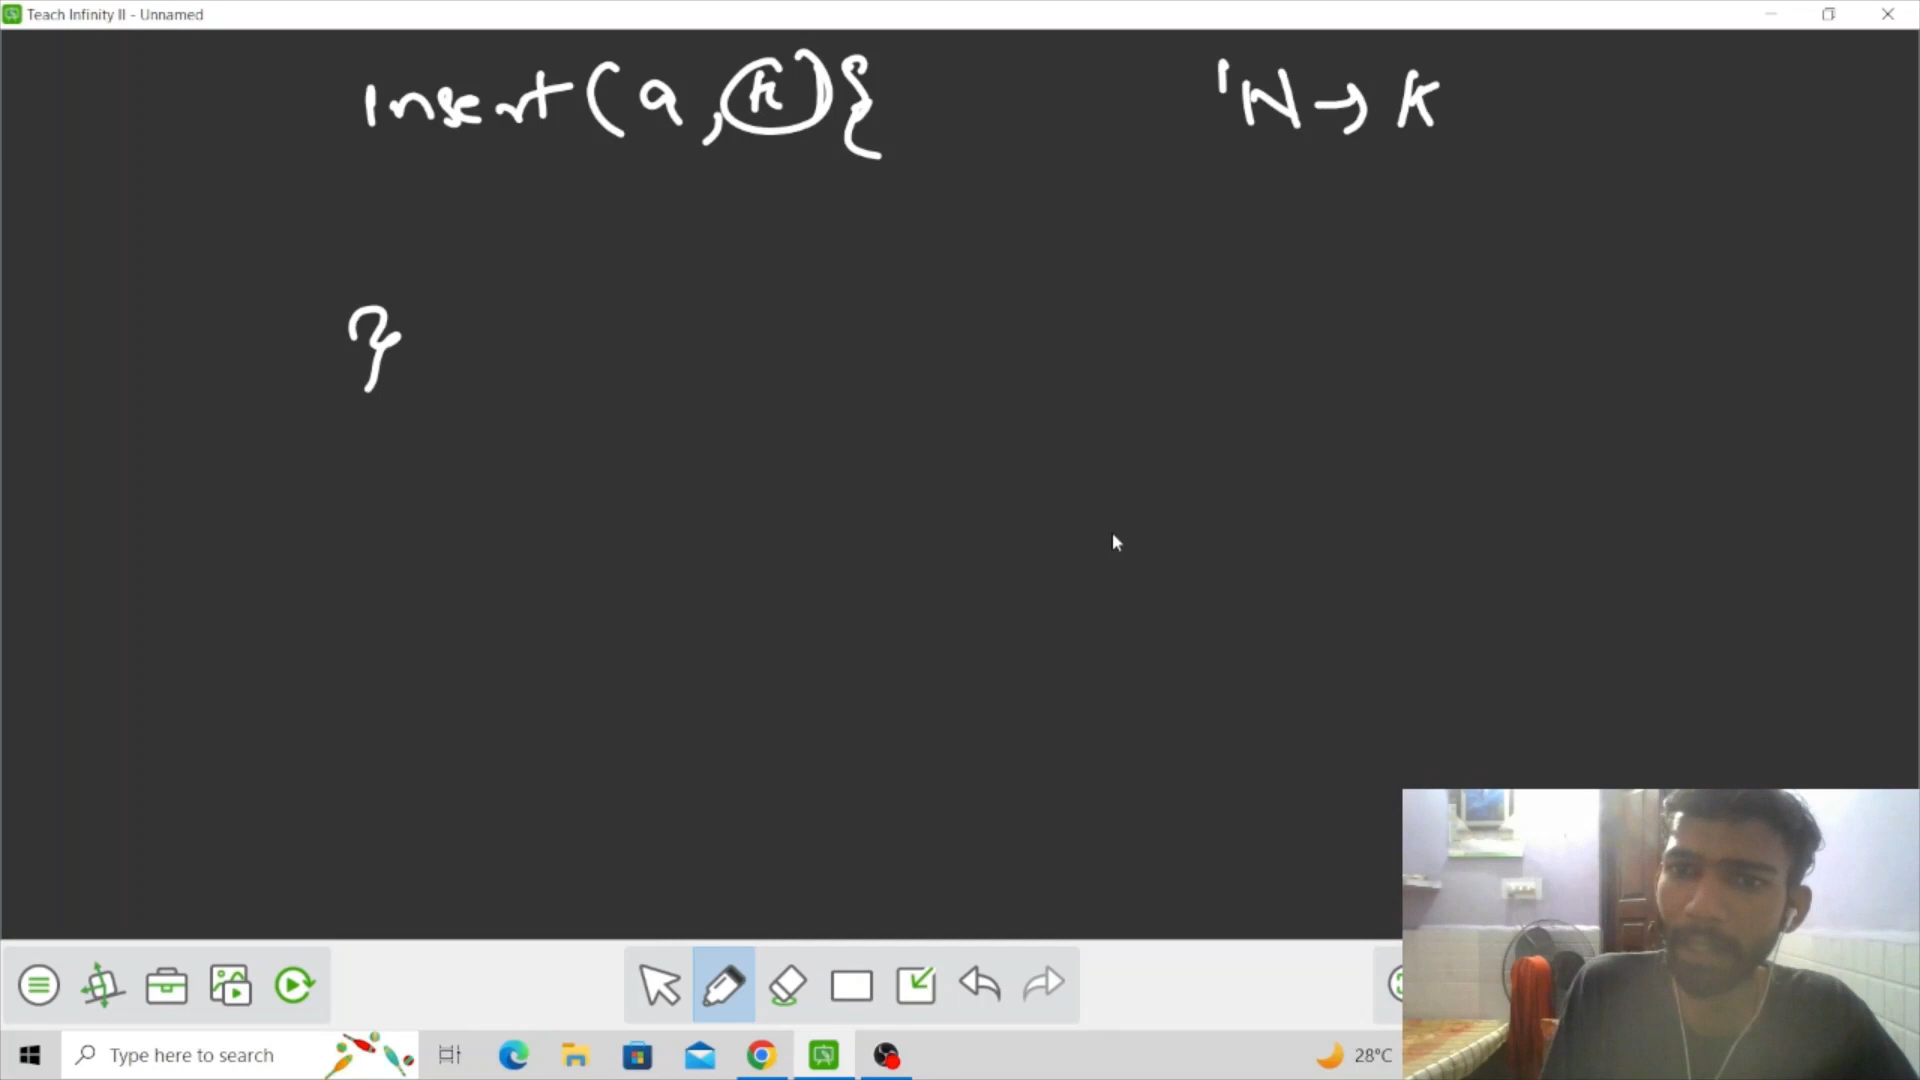 Teach Infinity II - Unnamed
Insert(a,k){
'N→K
}
Type here to search
28°C